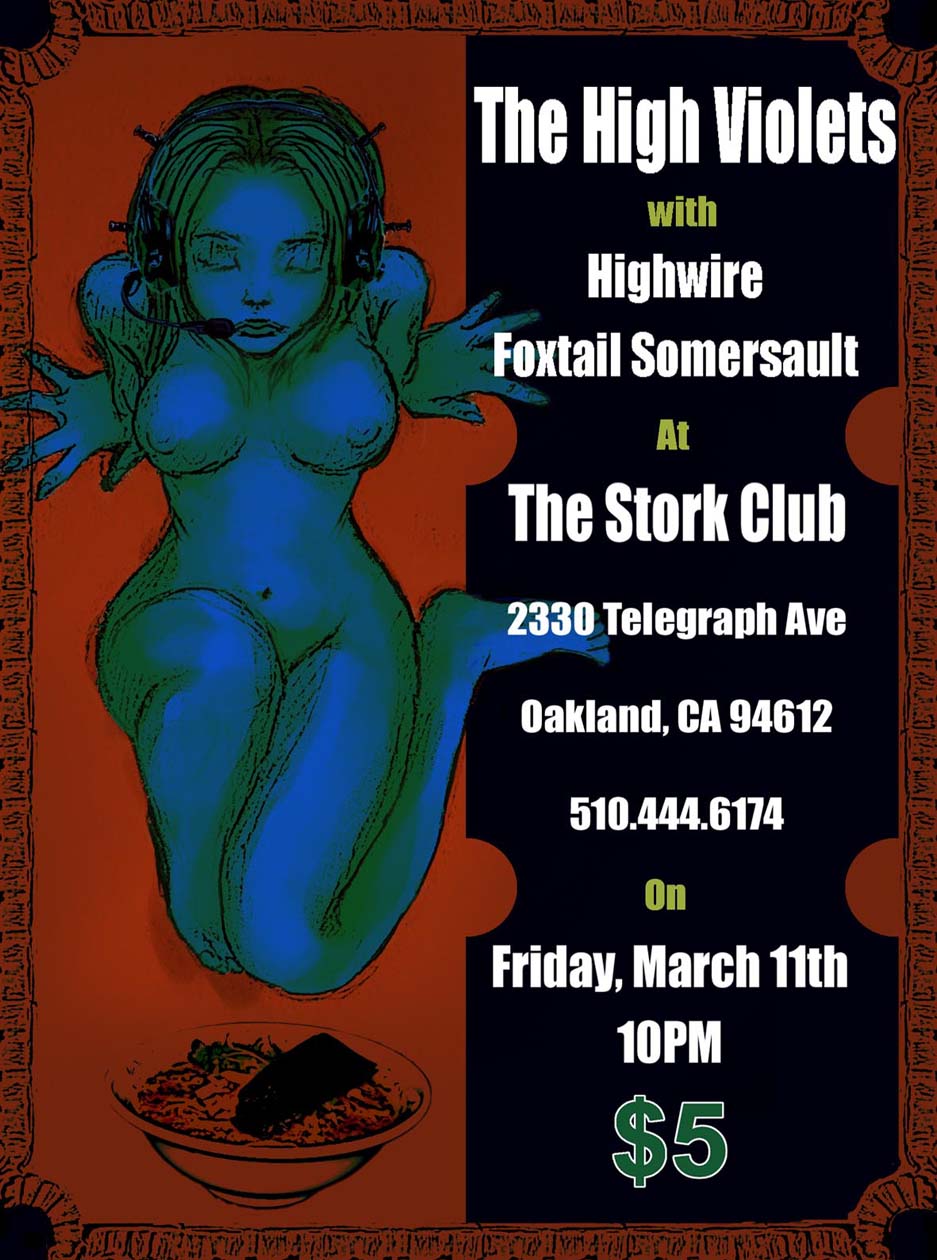 The High Violets
with
Highwire
Foxtail Somersault
At
The Stork Club
2330 Telegraph Ave
Oakland, CA 94612
510.444.6174
On
Friday, March 11th
10PM
$5